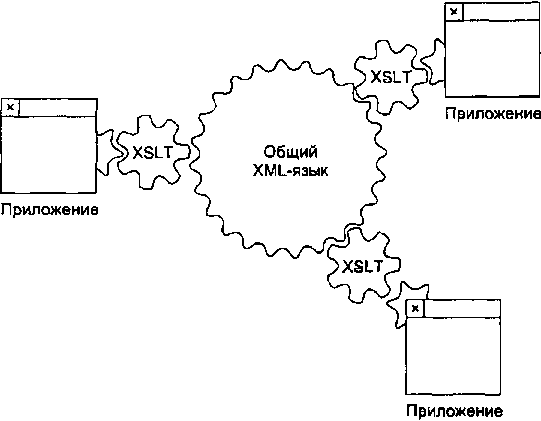 XSLT
Приложение
XSLT
Общий
XML-язык
Приложение
XSLT
Приложение